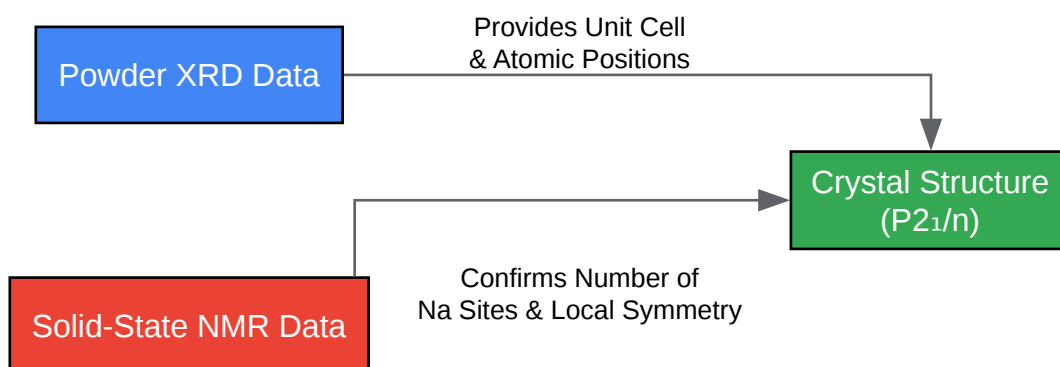 Provides Unit Cell
& Atomic Positions
Powder XRD Data
Crystal Structure
(P2₁/n)
Confirms Number of
Na Sites & Local Symmetry
Solid-State NMR Data